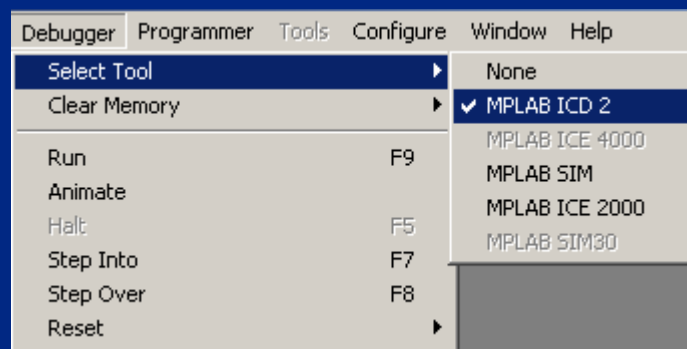 Debugger Programmer Tools Configure Window Help
Select Tool
Clear Memory
Run F9
Animate
Halt F5
Step Into F7
Step Over F8
Reset
None
MPLAB ICD 2
MPLAB ICE 4000
MPLAB SIM
MPLAB ICE 2000
MPLAB SIM30